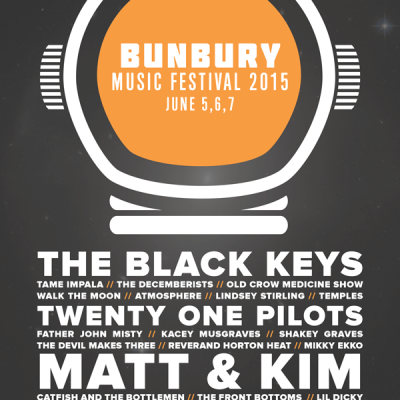 BUNBURY
MUSIC FESTIVAL 2015
JUNE 5,6,7
THE BLACK KEYS
TAME IMPALA // THE DECEMBERISTS // OLD CROW MEDICINE SHOW
WALK THE MOON // ATMOSPHERE // LINDSEY STIRLING // TEMPLES
TWENTY ONE PILOTS
FATHER JOHN MISTY // KACEY MUSGRAVES // SHAKEY GRAVES
THE DEVIL MAKES THREE // REVERAND HORTON HEAT // MIKKY EKKO
MATT & KIM
CATFISH AND THE BOTTLEMEN // THE FRONT BOTTOMS // LIL DICKY